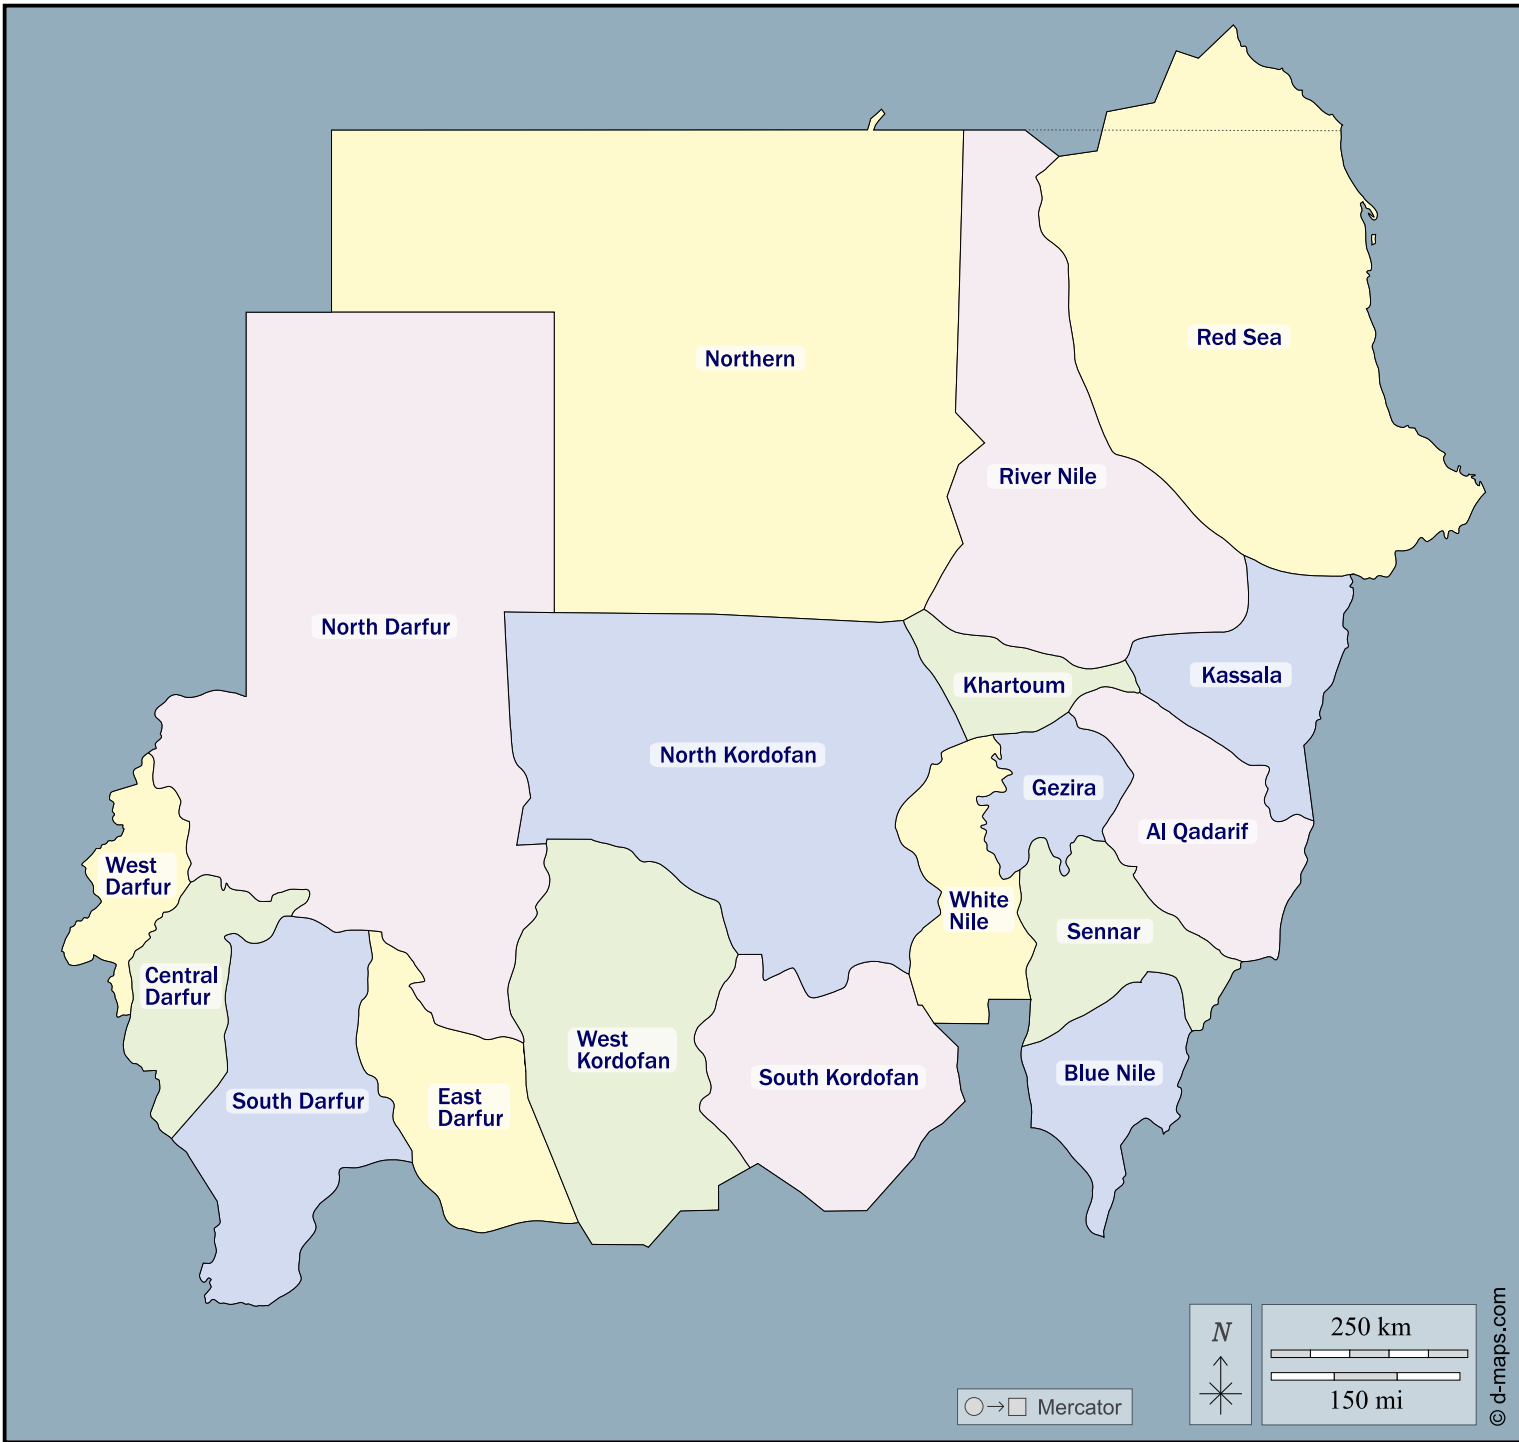 Northern
Red Sea
River Nile
North Darfur
Khartoum
Kassala
North Kordofan
Gezira
Al Qadarif
West
Darfur
White
Nile
Sennar
Central
Darfur
West
Kordofan
South Kordofan
Blue Nile
South Darfur
East
Darfur
N
250 km
150 mi
Mercator
© d-maps.com